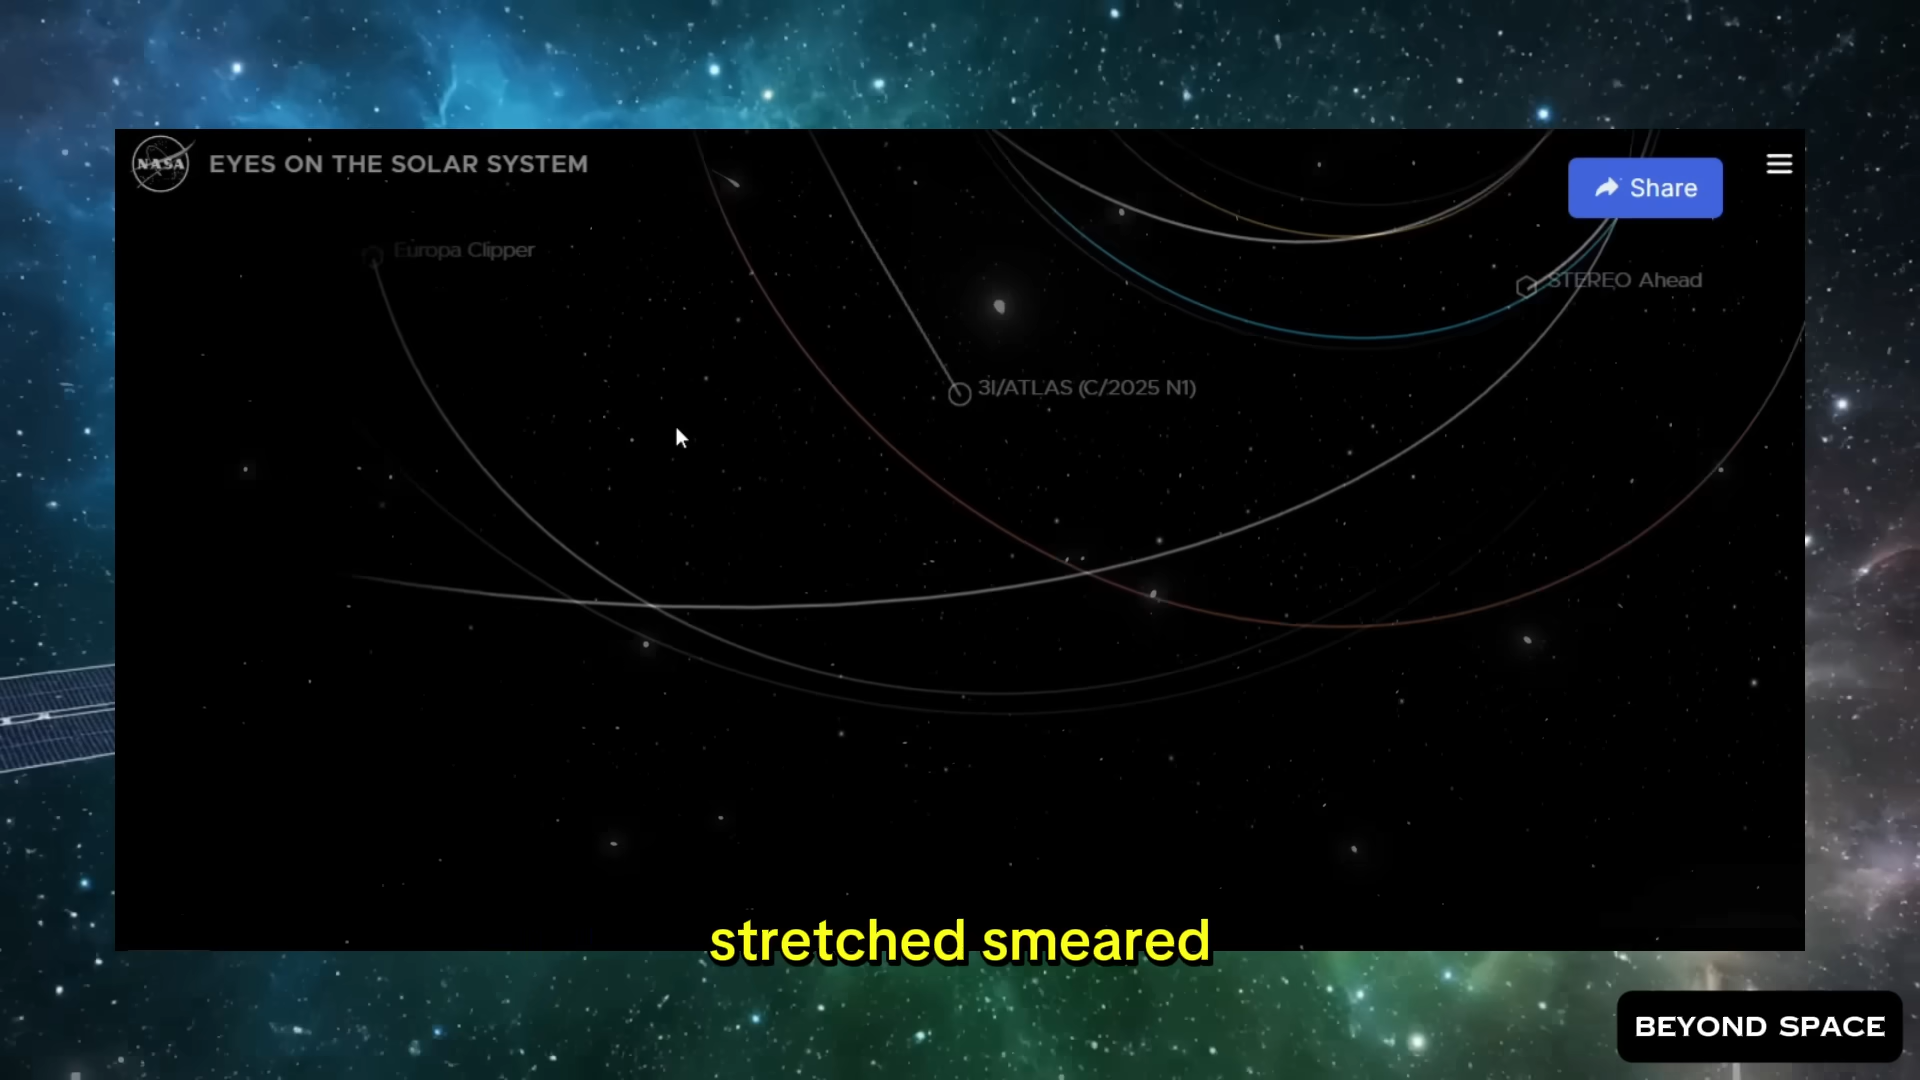 NASA
EYES ON THE SOLAR SYSTEM
Share
Europa Clipper
STEREO Ahead
3I/ATLAS (C/2025 N1)
stretched smeared
BEYOND SPACE